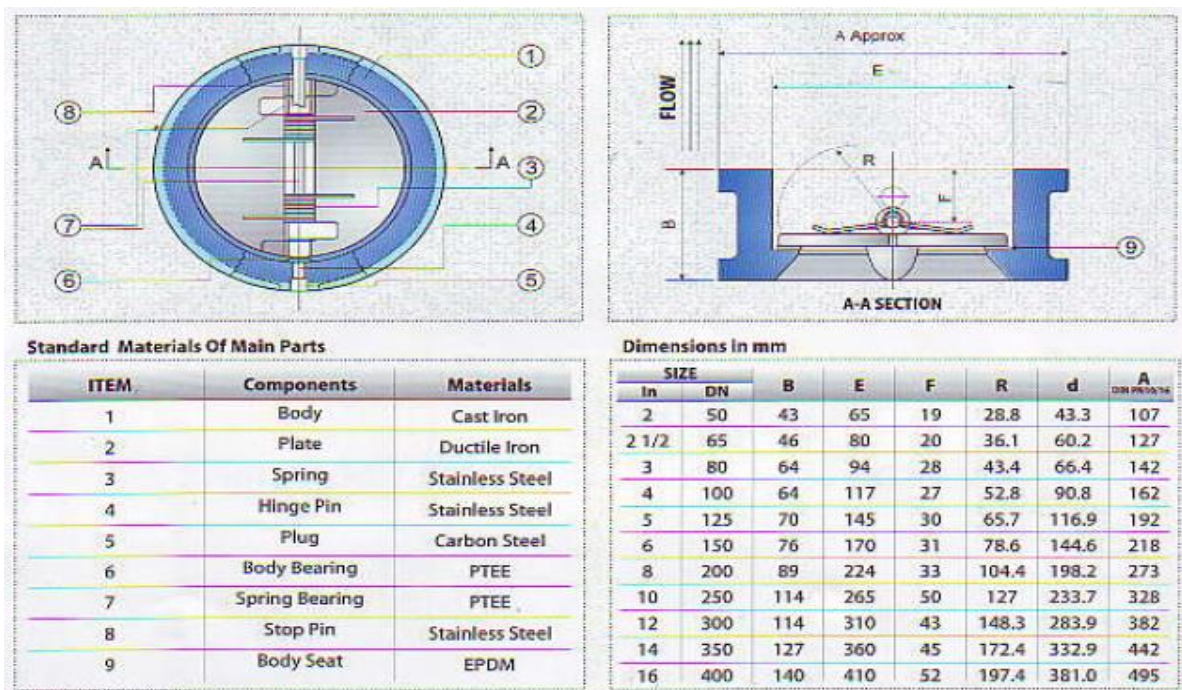 1
2
3
4
5
6
7
8
A A
A Approx
E
FLOW
R
F
B
9
A-A SECTION
Standard Materials Of Main Parts
ITEM Components Materials
1 Body Cast Iron
2 Plate Ductile Iron
3 Spring Stainless Steel
4 Hinge Pin Stainless Steel
5 Plug Carbon Steel
6 Body Bearing PTEE
7 Spring Bearing PTEE
8 Stop Pin Stainless Steel
9 Body Seat EPDM
Dimensions in mm
SIZE B E F R d A
In DN
2 50 43 65 19 28.8 43.3 107
2 1/2 65 46 80 20 36.1 60.2 127
3 80 64 94 28 43.4 66.4 142
4 100 64 117 27 52.8 90.8 162
5 125 70 145 30 65.7 116.9 192
6 150 76 170 31 78.6 144.6 218
8 200 89 224 33 104.4 198.2 273
10 250 114 265 50 127 233.7 328
12 300 114 310 43 148.3 283.9 382
14 350 127 360 45 172.4 332.9 442
16 400 140 410 52 197.4 381.0 495